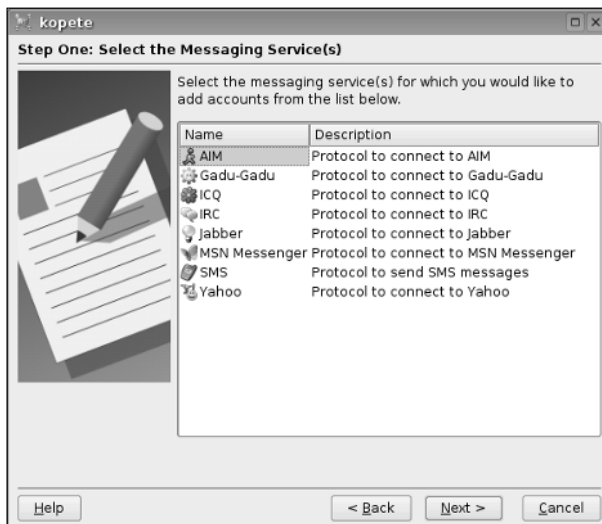 kopete
Step One: Select the Messaging Service(s)
Select the messaging service(s) for which you would like to
add accounts from the list below.
Name Description
AIM Protocol to connect to AIM
Gadu-Gadu Protocol to connect to Gadu-Gadu
ICQ Protocol to connect to ICQ
IRC Protocol to connect to IRC
Jabber Protocol to connect to Jabber
MSN Messenger Protocol to connect to MSN Messenger
SMS Protocol to send SMS messages
Yahoo Protocol to connect to Yahoo
Help < Back Next > Cancel